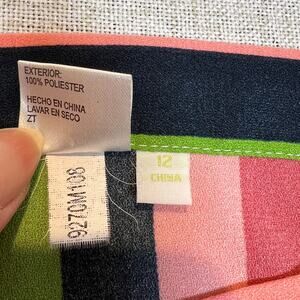 EXTERIOR:
100% POLIESTER
HECHO EN CHINA
LAVAR EN SECO
ZT
9270M108
12
CHINA